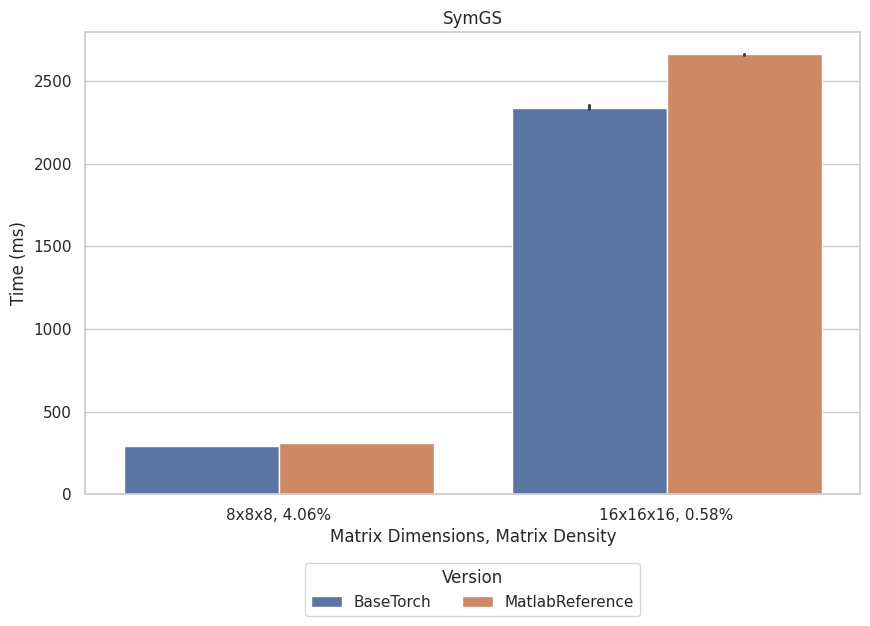 SymGS
Time (ms)
2500
2000
1500
1000
500
0
8x8x8, 4.06%
16x16x16, 0.58%
Matrix Dimensions, Matrix Density
Version
BaseTorch
MatlabReference